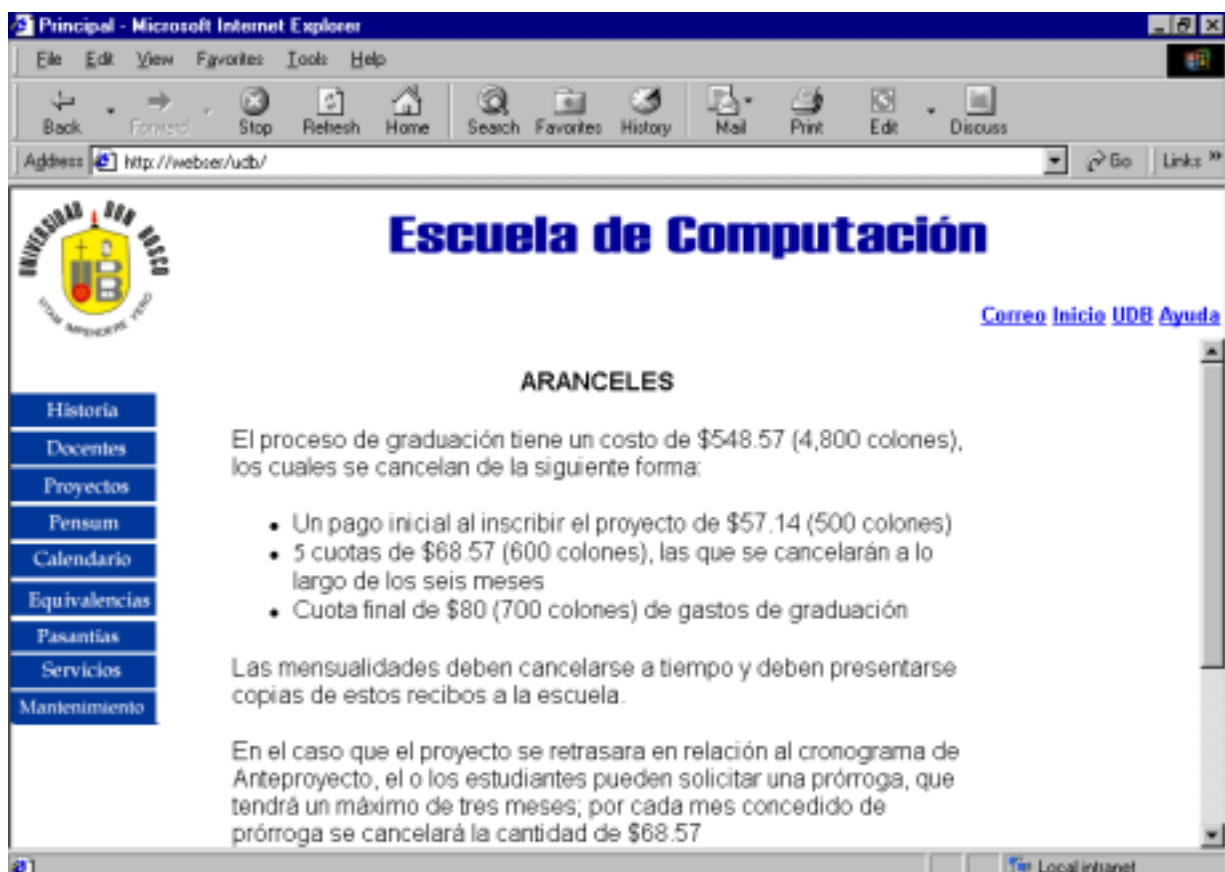 Principal - Microsoft Internet Explorer
File Edit View Favorites Tools Help
Back Forward Stop Refresh Home Search Favorites History Mail Print Edit Discuss
Address http://webser/udb/ Go Links »
UNIVERSIDAD DON BOSCO
UDB
UTAM IMPENDERE VERO
Escuela de Computación
Correo Inicio UDB Ayuda
Historia
Docentes
Proyectos
Pensum
Calendario
Equivalencias
Pasantías
Servicios
Mantenimiento
ARANCELES
El proceso de graduación tiene un costo de $548.57 (4,800 colones),
los cuales se cancelan de la siguiente forma:
• Un pago inicial al inscribir el proyecto de $57.14 (500 colones)
• 5 cuotas de $68.57 (600 colones), las que se cancelarán a lo
largo de los seis meses
• Cuota final de $80 (700 colones) de gastos de graduación
Las mensualidades deben cancelarse a tiempo y deben presentarse
copias de estos recibos a la escuela.
En el caso que el proyecto se retrasara en relación al cronograma de
Anteproyecto, el o los estudiantes pueden solicitar una prórroga, que
tendrá un máximo de tres meses; por cada mes concedido de
prórroga se cancelará la cantidad de $68.57
Local intranet